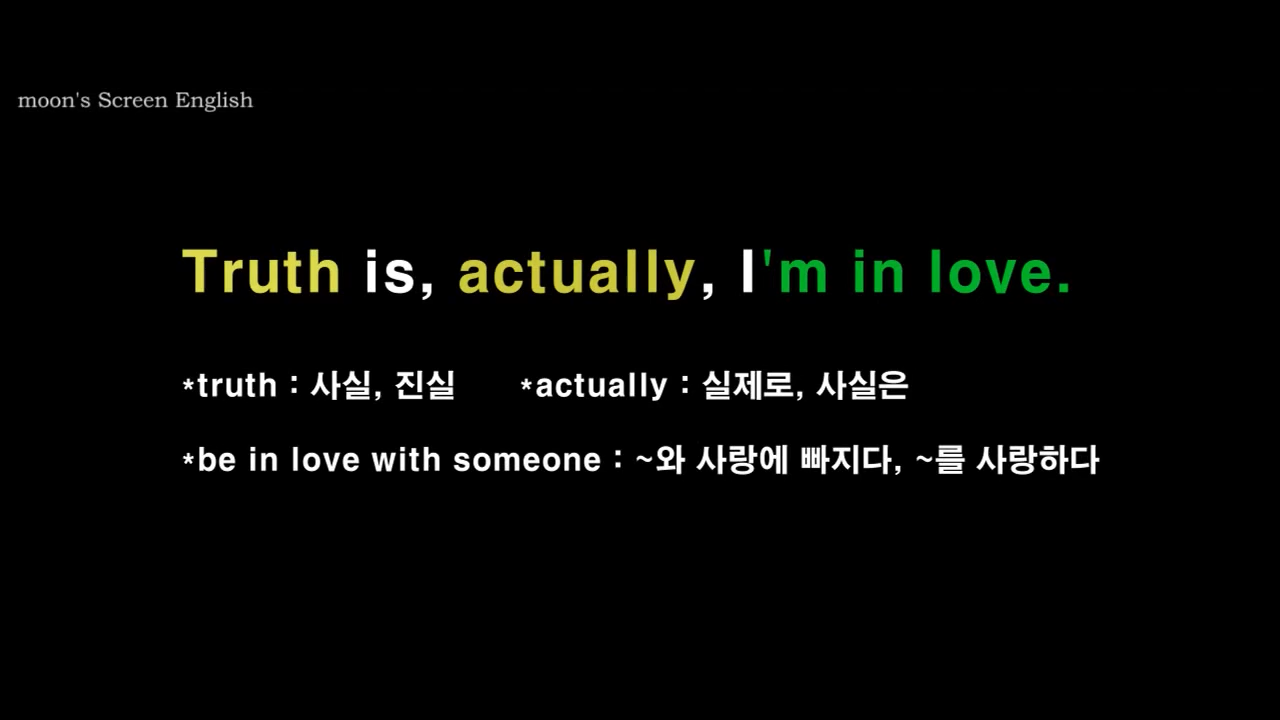 moon's Screen English
Truth is, actually, I'm in love.
*truth : 사실, 진실 *actually : 실제로, 사실은
*be in love with someone : ~와 사랑에 빠지다, ~를 사랑하다